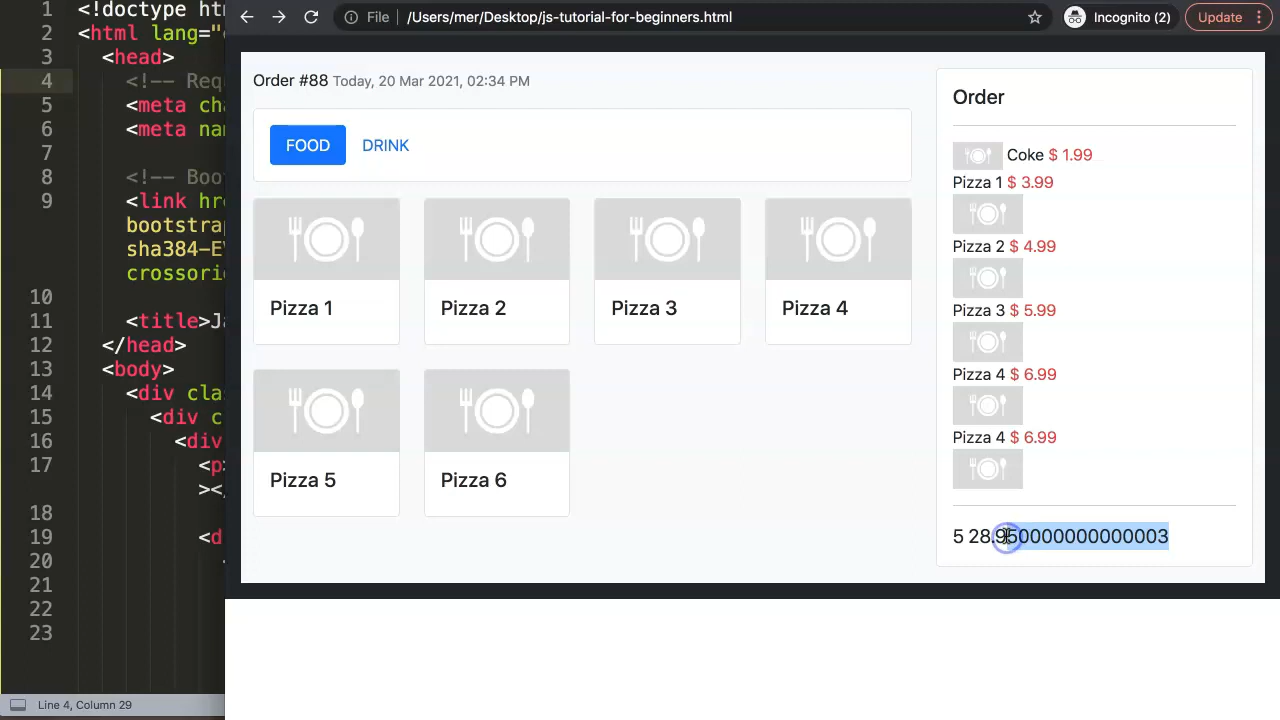 1 <!doctype htm
2 <html lang="
3 <head>
4 <!-- Req
5 <meta cha
6 <meta nam
7
8 <!-- Boo
9 <link hre
bootstrap
sha384-EV
crossorig
10
11 <title>Ja
12 </head>
13 <body>
14 <div clas
15 <div c
16 <div
17 <p
></
18
19 <d
20
21
22
23
Line 4, Column 29
File /Users/mer/Desktop/js-tutorial-for-beginners.html Incognito (2) Update
Order #88 Today, 20 Mar 2021, 02:34 PM
FOOD DRINK
Pizza 1 Pizza 2 Pizza 3 Pizza 4
Pizza 5 Pizza 6
Order
Coke $ 1.99
Pizza 1 $ 3.99
Pizza 2 $ 4.99
Pizza 3 $ 5.99
Pizza 4 $ 6.99
Pizza 4 $ 6.99
5 28.950000000000003